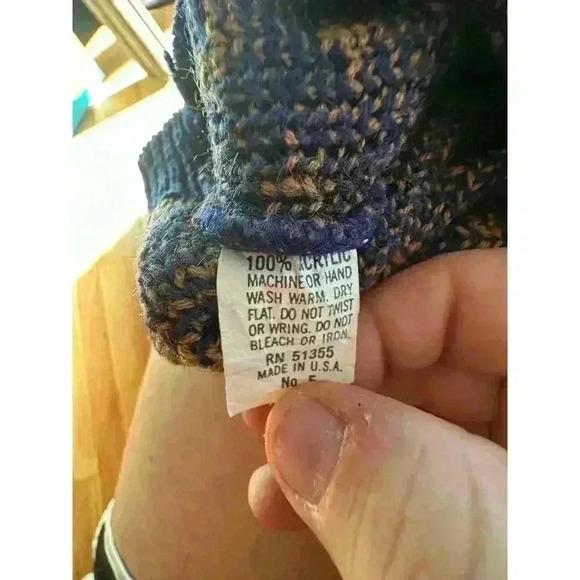 100% ACRYLIC
MACHINE OR HAND
WASH WARM. DRY
FLAT. DO NOT TWIST
OR WRING. DO NOT
BLEACH OR IRON.
RN 51355
MADE IN U.S.A.
No.